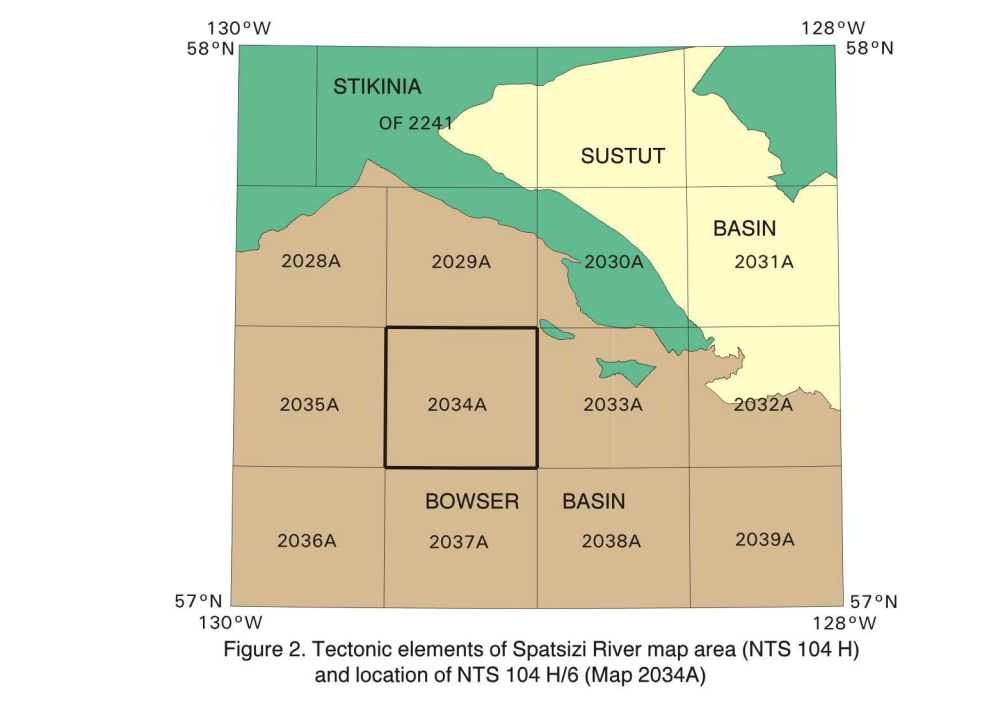 130°W 128°W
58°N 58°N
STIKINIA
OF 2241
SUSTUT
BASIN
2028A 2029A 2030A 2031A
2035A 2034A 2033A 2032A
BOWSER BASIN
2036A 2037A 2038A 2039A
57°N 57°N
130°W 128°W
Figure 2. Tectonic elements of Spatsizi River map area (NTS 104 H)
and location of NTS 104 H/6 (Map 2034A)